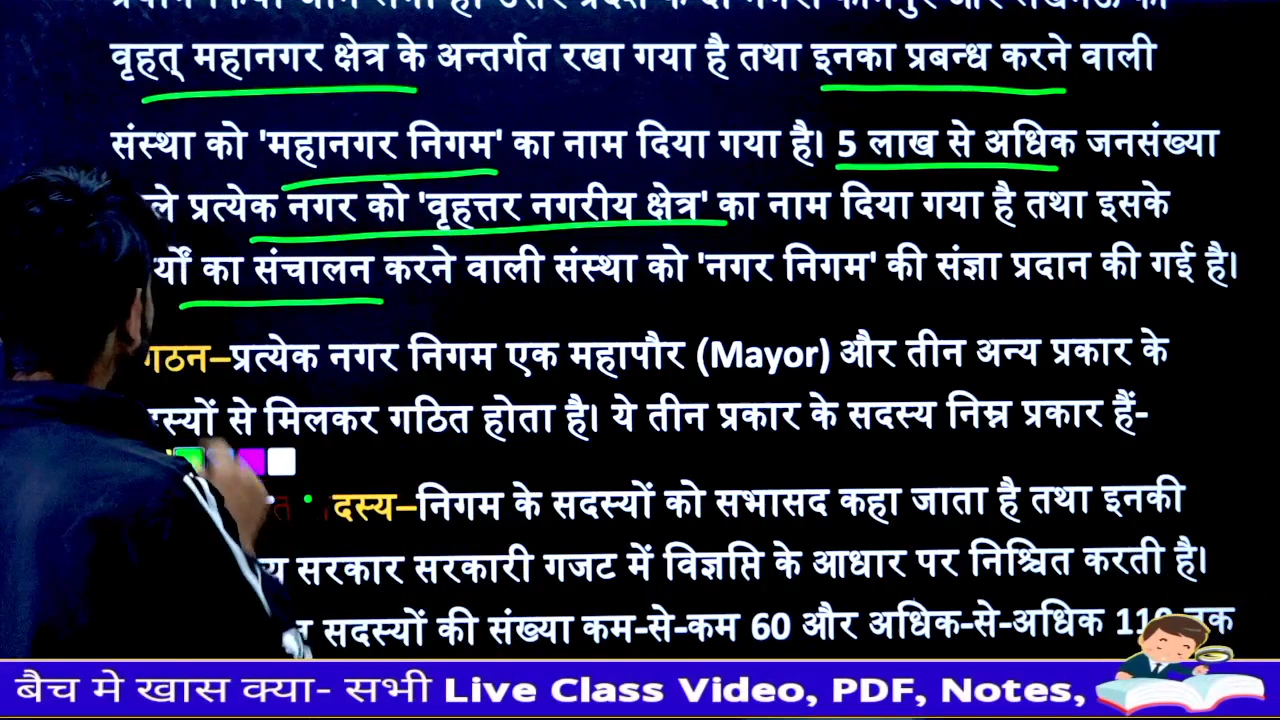 वृहत् महानगर क्षेत्र के अन्तर्गत रखा गया है तथा इनका प्रबन्ध करने वाली
संस्था को 'महानगर निगम' का नाम दिया गया है। 5 लाख से अधिक जनसंख्या
प्रत्येक नगर को 'वृहत्तर नगरीय क्षेत्र' का नाम दिया गया है तथा इसके
का संचालन करने वाली संस्था को 'नगर निगम' की संज्ञा प्रदान की गई है।
प्रत्येक नगर निगम एक महापौर (Mayor) और तीन अन्य प्रकार के
से मिलकर गठित होता है। ये तीन प्रकार के सदस्य निम्न प्रकार हैं-
दस्य–निगम के सदस्यों को सभासद कहा जाता है तथा इनकी
सरकार सरकारी गजट में विज्ञप्ति के आधार पर निश्चित करती है।
सदस्यों की संख्या कम-से-कम 60 और अधिक-से-अधिक
बैच मे खास क्या- सभी Live Class Video, PDF, Notes,